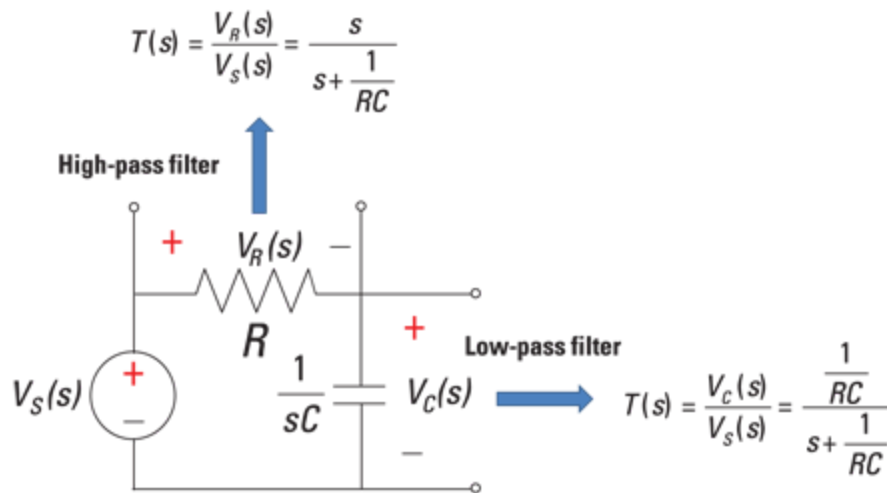 T(s) = V_R(s) / V_S(s) = s / (s + 1/RC)
High-pass filter
+ V_R(s) −
R
+
Low-pass filter
V_S(s) + −
1/sC
V_C(s)
T(s) = V_C(s) / V_S(s) = (1/RC) / (s + 1/RC)
−